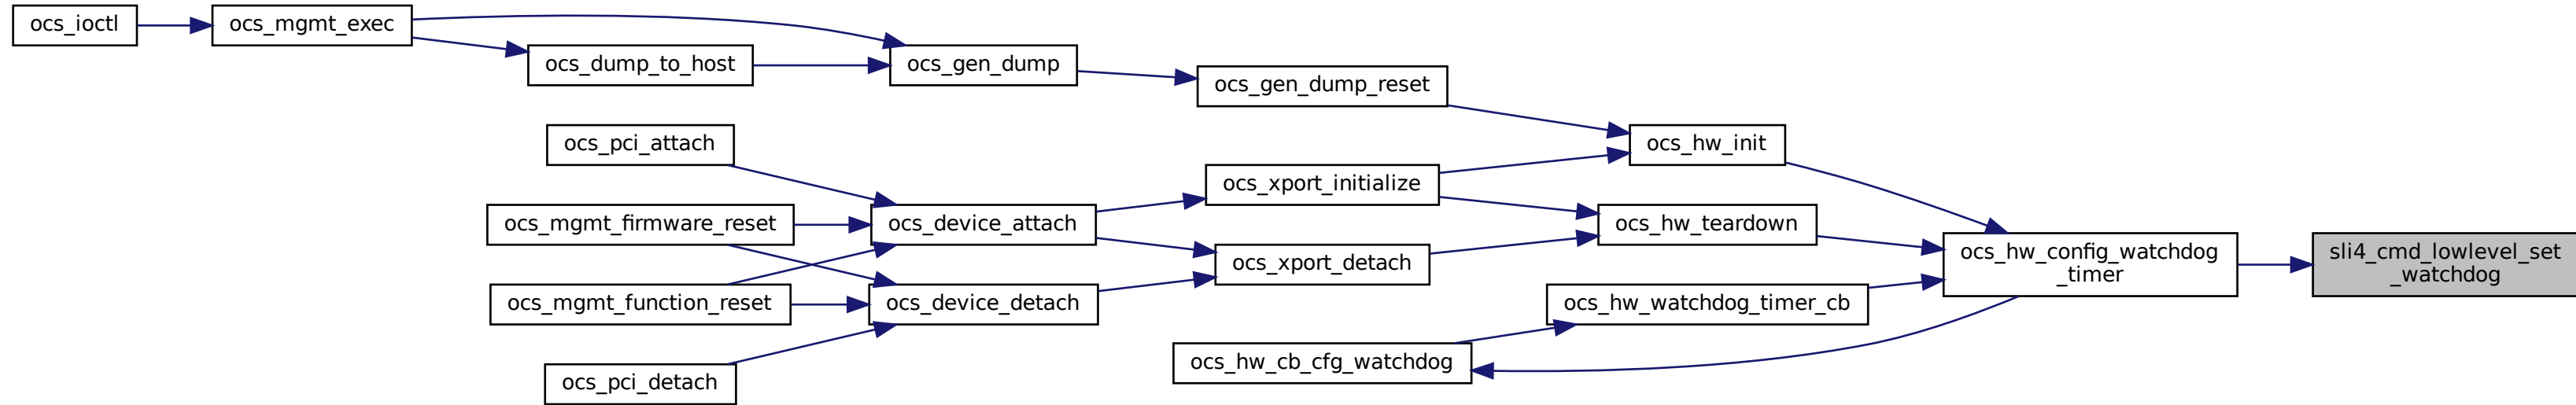 ocs_ioctl
ocs_mgmt_exec
ocs_dump_to_host
ocs_gen_dump
ocs_gen_dump_reset
ocs_pci_attach
ocs_hw_init
ocs_xport_initialize
ocs_mgmt_firmware_reset
ocs_device_attach
ocs_hw_teardown
ocs_xport_detach
ocs_hw_config_watchdog
_timer
sli4_cmd_lowlevel_set
_watchdog
ocs_mgmt_function_reset
ocs_device_detach
ocs_hw_watchdog_timer_cb
ocs_hw_cb_cfg_watchdog
ocs_pci_detach